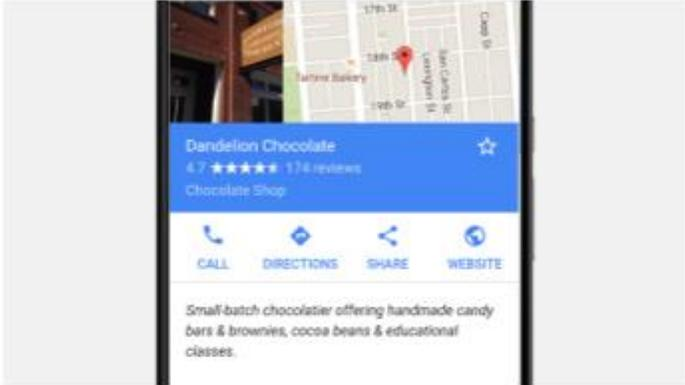 17th St
Capp St
18th St
Tartine Bakery
San Carlos St
Lexington St
19th St
Dandelion Chocolate
4.7 174 reviews
Chocolate Shop
CALL DIRECTIONS SHARE WEBSITE
Small-batch chocolatier offering handmade candy
bars & brownies, cocoa beans & educational
classes.